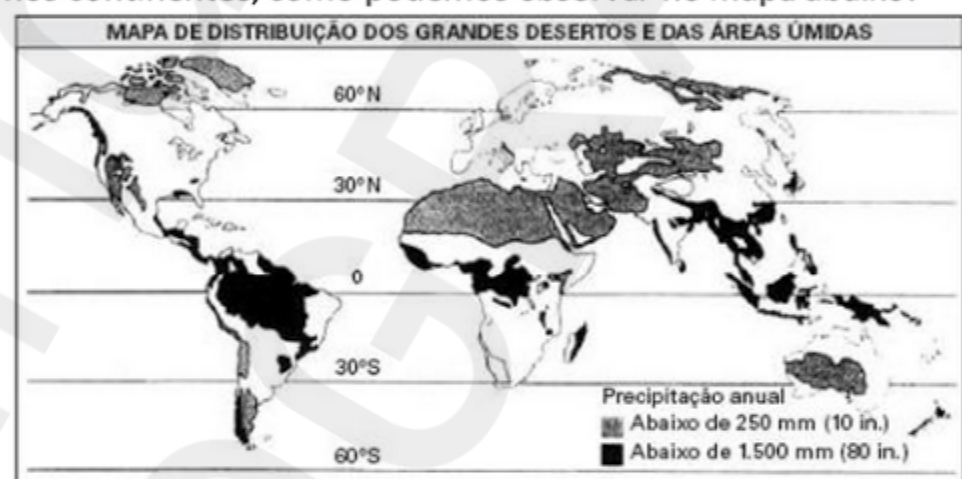 MAPA DE DISTRIBUIÇÃO DOS GRANDES DESERTOS E DAS ÁREAS ÚMIDAS
60°N
30°N
0
30°S
Precipitação anual
Abaixo de 250 mm (10 in.)
Abaixo de 1.500 mm (80 in.)
60°S